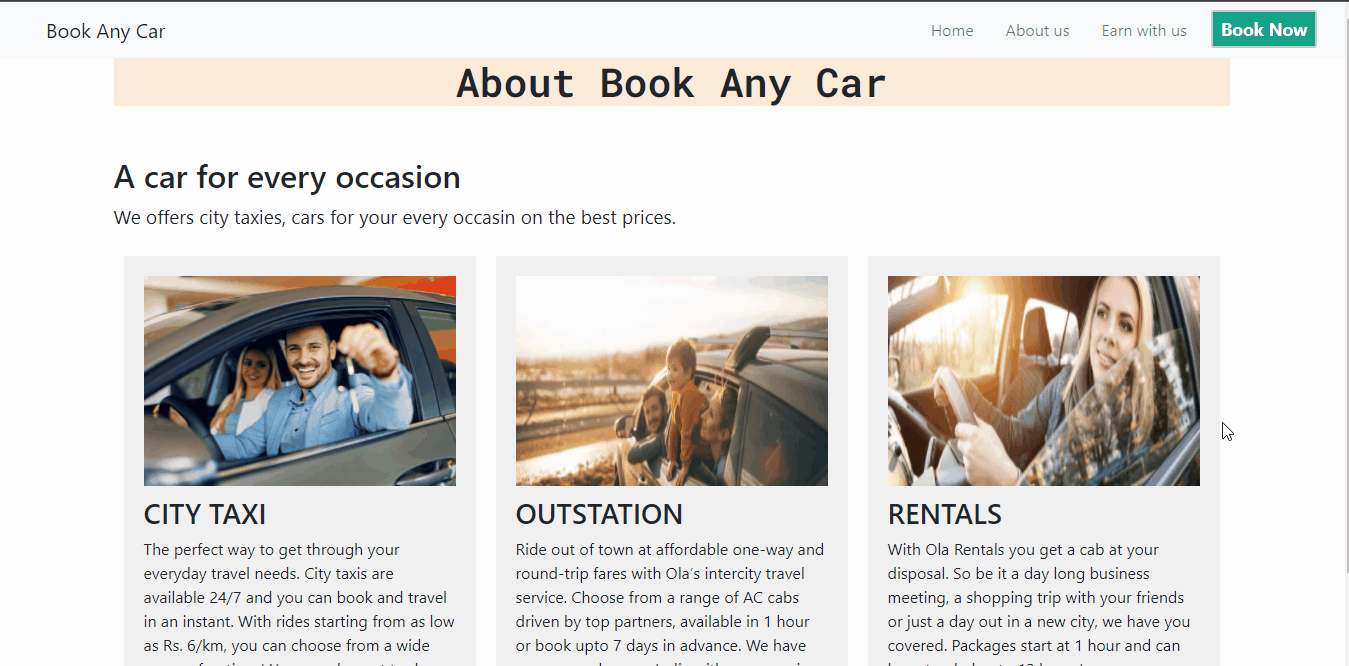 Book Any Car
Home
About us
Earn with us
Book Now
About Book Any Car
A car for every occasion
We offers city taxies, cars for your every occasin on the best prices.
CITY TAXI
The perfect way to get through your
everyday travel needs. City taxis are
available 24/7 and you can book and travel
in an instant. With rides starting from as low
as Rs. 6/km, you can choose from a wide
OUTSTATION
Ride out of town at affordable one-way and
round-trip fares with Ola's intercity travel
service. Choose from a range of AC cabs
driven by top partners, available in 1 hour
or book upto 7 days in advance. We have
RENTALS
With Ola Rentals you get a cab at your
disposal. So be it a day long business
meeting, a shopping trip with your friends
or just a day out in a new city, we have you
covered. Packages start at 1 hour and can